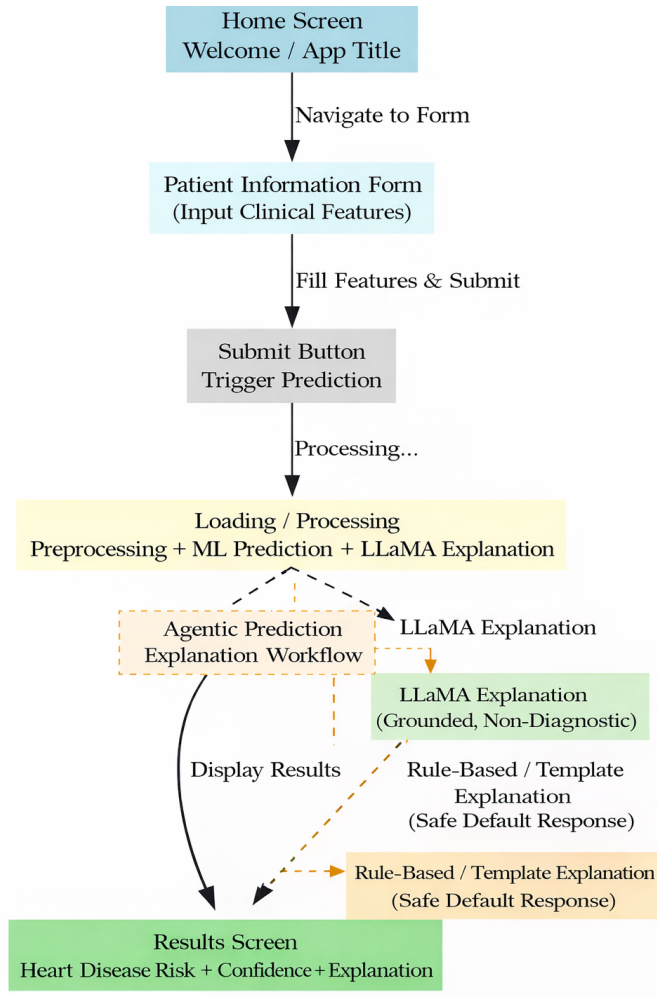 Home Screen
Welcome / App Title
Navigate to Form
Patient Information Form
(Input Clinical Features)
Fill Features & Submit
Submit Button
Trigger Prediction
Processing...
Loading / Processing
Preprocessing + ML Prediction + LLaMA Explanation
Agentic Prediction
Explanation Workflow
LLaMA Explanation
LLaMA Explanation
(Grounded, Non-Diagnostic)
Display Results
Rule-Based / Template
Explanation
(Safe Default Response)
Rule-Based / Template Explanation
(Safe Default Response)
Results Screen
Heart Disease Risk + Confidence + Explanation